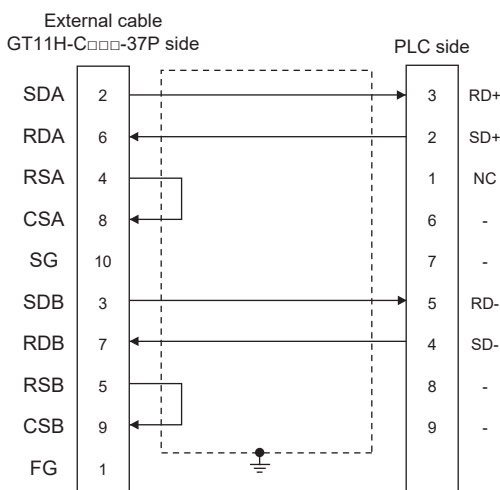 External cable
GT11H-C□□□-37P side
PLC side
SDA 2 3 RD+
RDA 6 2 SD+
RSA 4 1 NC
CSA 8 6 -
SG 10 7 -
SDB 3 5 RD-
RDB 7 4 SD-
RSB 5 8 -
CSB 9 9 -
FG 1